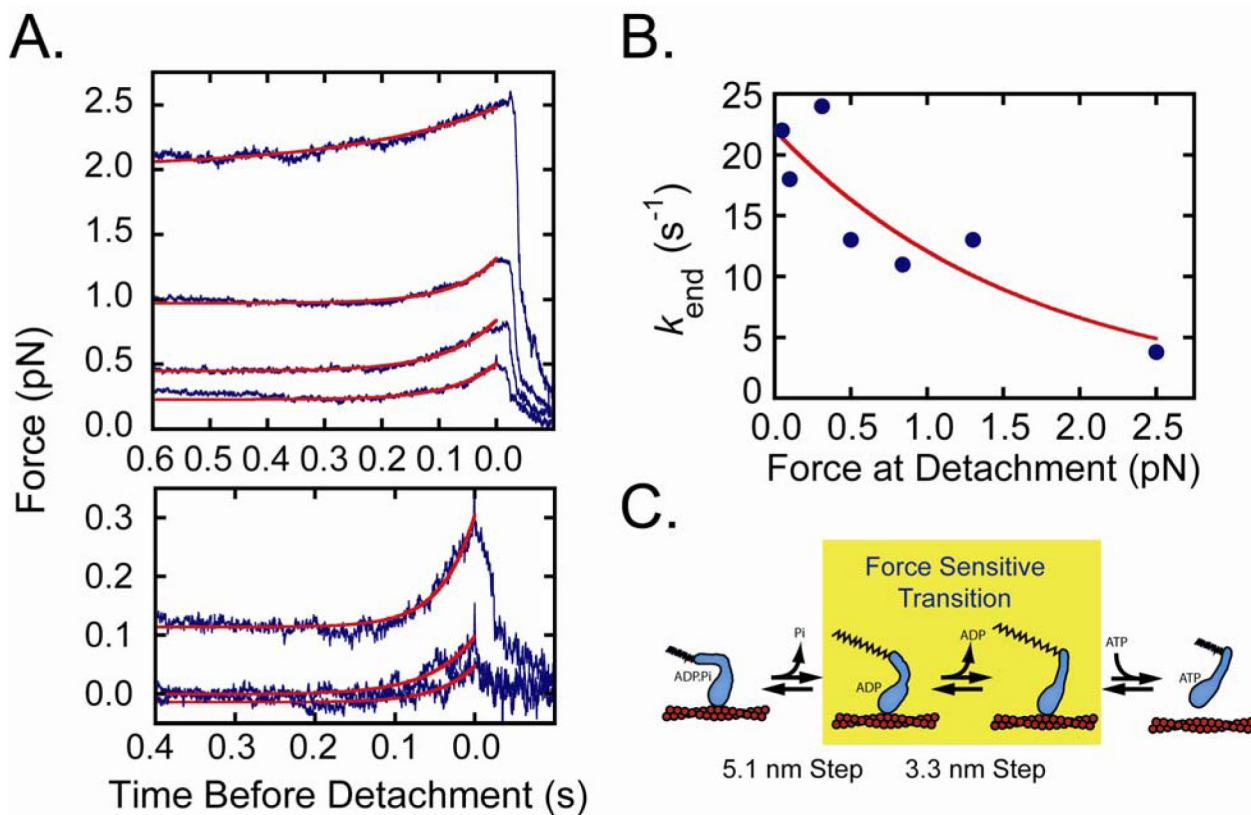 A.
Force (pN)
2.5
2.0
1.5
1.0
0.5
0.0
0.6 0.5 0.4 0.3 0.2 0.1 0.0
0.3
0.2
0.1
0.0
0.4 0.3 0.2 0.1 0.0
Time Before Detachment (s)
B.
kend (s-1)
25
20
15
10
5
0
0.0 0.5 1.0 1.5 2.0 2.5
Force at Detachment (pN)
C.
Force Sensitive
Transition
ADP.Pi
Pi
ADP
ADP
ATP
ATP
5.1 nm Step 3.3 nm Step